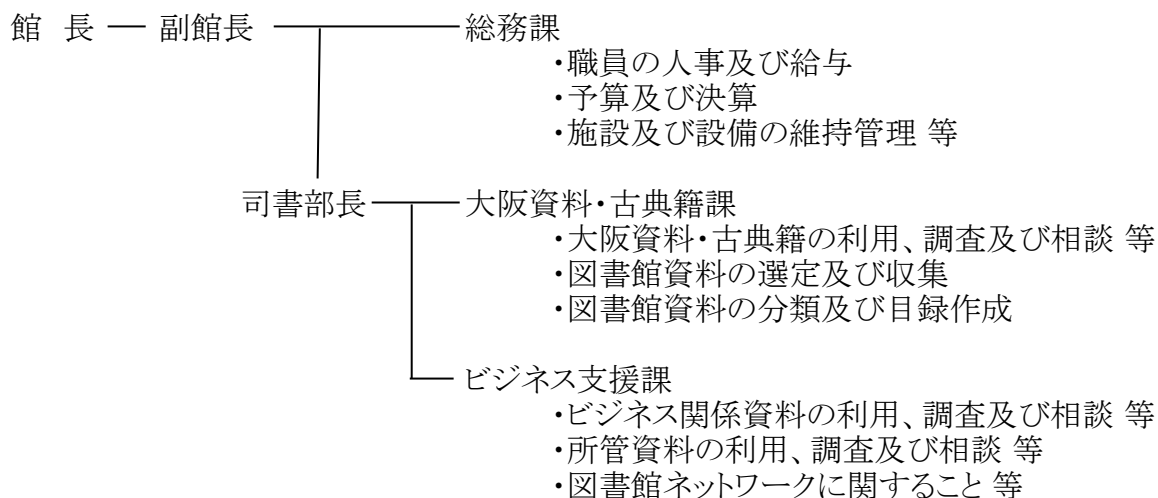 館 長 副館長 総務課
・職員の人事及び給与
・予算及び決算
・施設及び設備の維持管理 等
司書部長 大阪資料・古典籍課
・大阪資料・古典籍の利用、調査及び相談 等
・図書館資料の選定及び収集
・図書館資料の分類及び目録作成
ビジネス支援課
・ビジネス関係資料の利用、調査及び相談 等
・所管資料の利用、調査及び相談 等
・図書館ネットワークに関すること 等